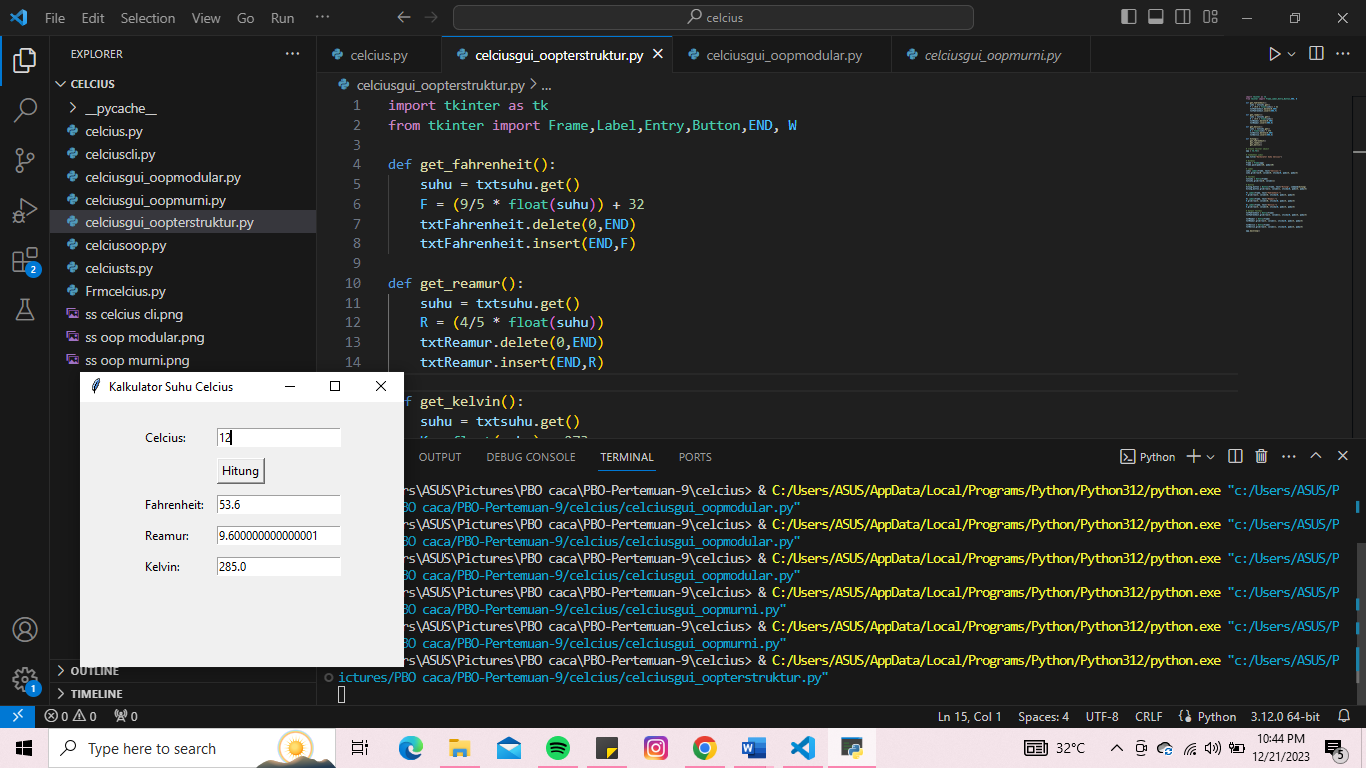 File Edit Selection View Go Run ··· celcius
EXPLORER ···
CELCIUS
__pycache__
celcius.py
celciuscli.py
celciusgui_oopmodular.py
celciusgui_oopmurni.py
celciusgui_oopterstruktur.py
celciusoop.py
celciusts.py
Frmcelcius.py
ss celcius cli.png
ss oop modular.png
ss oop murni.png
OUTLINE
TIMELINE
2
1
celcius.py celciusgui_oopterstruktur.py celciusgui_oopmodular.py celciusgui_oopmurni.py
celciusgui_oopterstruktur.py > ...
1 import tkinter as tk
2 from tkinter import Frame,Label,Entry,Button,END, W
3
4 def get_fahrenheit():
5 suhu = txtsuhu.get()
6 F = (9/5 * float(suhu)) + 32
7 txtFahrenheit.delete(0,END)
8 txtFahrenheit.insert(END,F)
9
10 def get_reamur():
11 suhu = txtsuhu.get()
12 R = (4/5 * float(suhu))
13 txtReamur.delete(0,END)
14 txtReamur.insert(END,R)
f get_kelvin():
suhu = txtsuhu.get()
Kalkulator Suhu Celcius
Celcius: 12
Hitung
Fahrenheit: 53.6
Reamur: 9.600000000000001
Kelvin: 285.0
OUTPUT DEBUG CONSOLE TERMINAL PORTS Python
rs\ASUS\Pictures\PBO caca\PBO-Pertemuan-9\celcius> & C:/Users/ASUS/AppData/Local/Programs/Python/Python312/python.exe "c:/Users/ASUS/P
O caca/PBO-Pertemuan-9/celcius/celciusgui_oopmodular.py"
rs\ASUS\Pictures\PBO caca\PBO-Pertemuan-9\celcius> & C:/Users/ASUS/AppData/Local/Programs/Python/Python312/python.exe "c:/Users/ASUS/P
O caca/PBO-Pertemuan-9/celcius/celciusgui_oopmodular.py"
rs\ASUS\Pictures\PBO caca\PBO-Pertemuan-9\celcius> & C:/Users/ASUS/AppData/Local/Programs/Python/Python312/python.exe "c:/Users/ASUS/P
O caca/PBO-Pertemuan-9/celcius/celciusgui_oopmodular.py"
rs\ASUS\Pictures\PBO caca\PBO-Pertemuan-9\celcius> & C:/Users/ASUS/AppData/Local/Programs/Python/Python312/python.exe "c:/Users/ASUS/P
O caca/PBO-Pertemuan-9/celcius/celciusgui_oopmurni.py"
rs\ASUS\Pictures\PBO caca\PBO-Pertemuan-9\celcius> & C:/Users/ASUS/AppData/Local/Programs/Python/Python312/python.exe "c:/Users/ASUS/P
O caca/PBO-Pertemuan-9/celcius/celciusgui_oopmurni.py"
rs\ASUS\Pictures\PBO caca\PBO-Pertemuan-9\celcius> & C:/Users/ASUS/AppData/Local/Programs/Python/Python312/python.exe "c:/Users/ASUS/P
ictures/PBO caca/PBO-Pertemuan-9/celcius/celciusgui_oopterstruktur.py"
0 0 0 Ln 15, Col 1 Spaces: 4 UTF-8 CRLF Python 3.12.0 64-bit
Type here to search 32°C 10:44 PM
12/21/2023
5